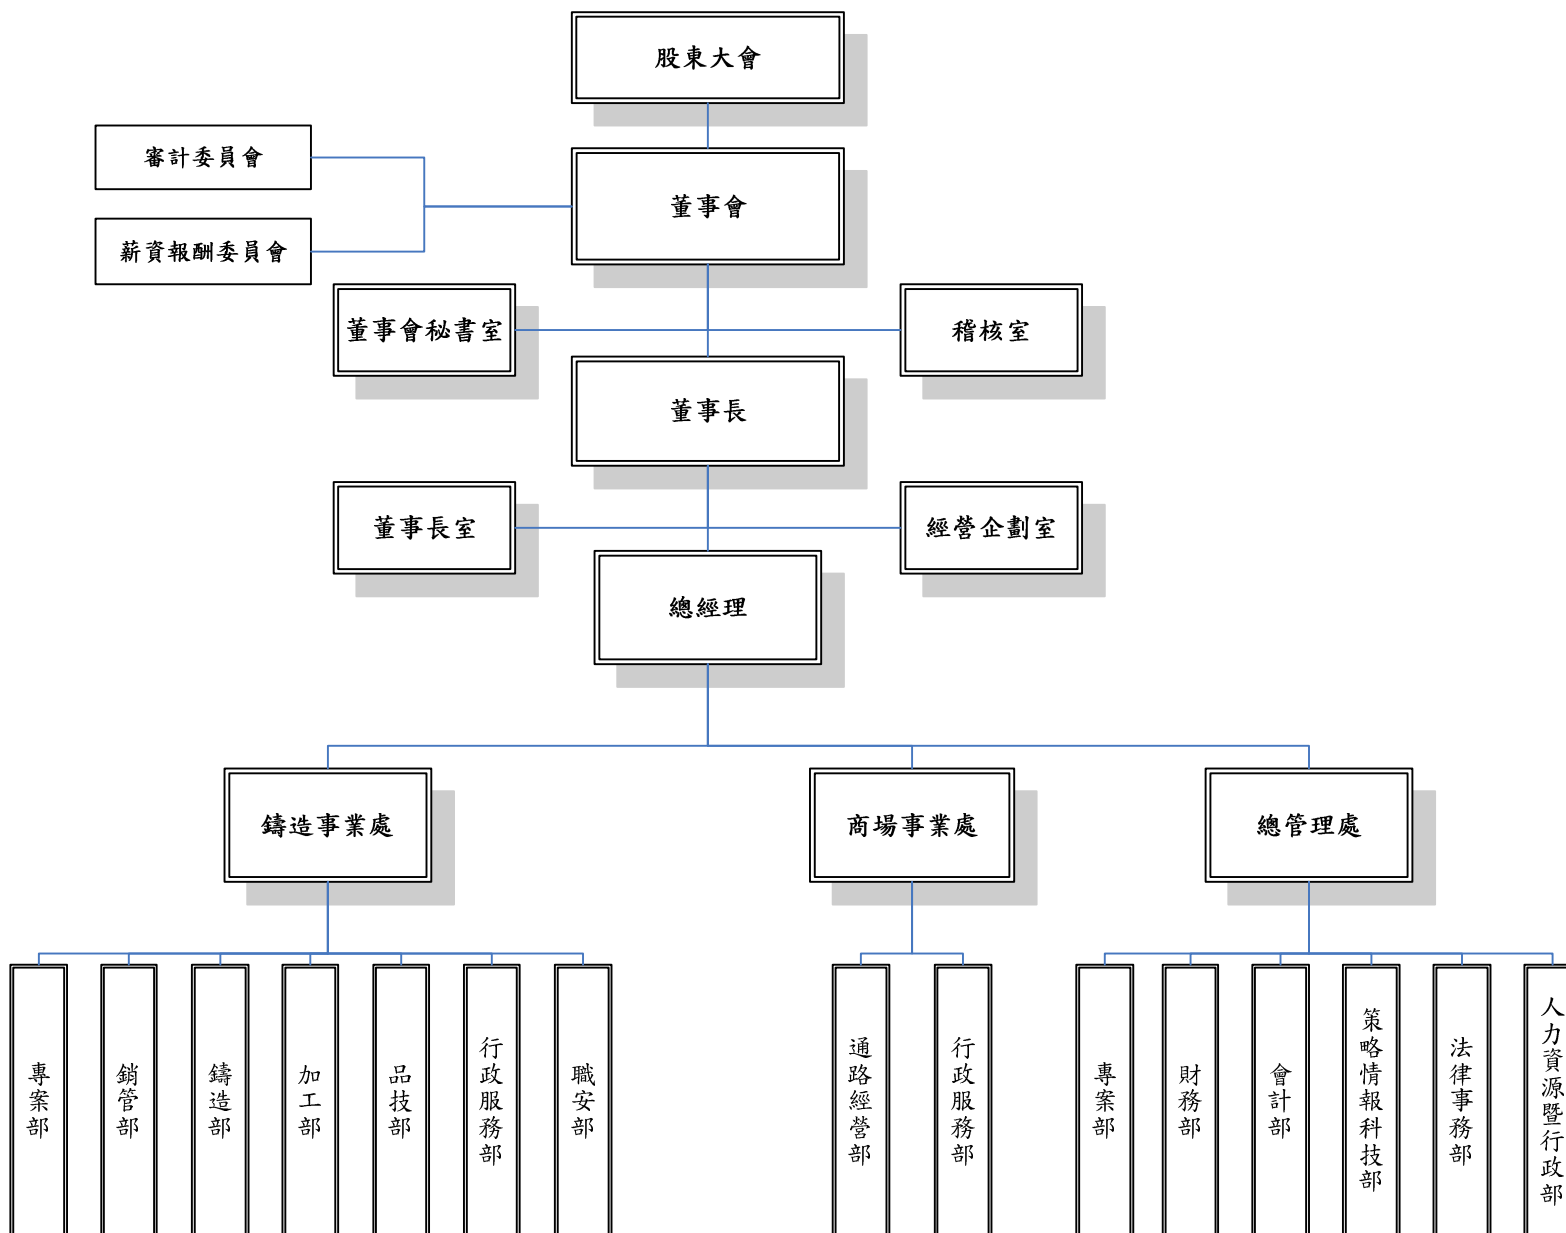 股東大會
審計委員會
董事會
薪資報酬委員會
董事會秘書室
稽核室
董事長
董事長室
經營企劃室
總經理
鑄造事業處
商場事業處
總管理處
專案部
銷管部
鑄造部
加工部
品技部
行政服務部
職安部
通路經營部
行政服務部
專案部
財務部
會計部
策略情報科技部
法律事務部
人力資源暨行政部